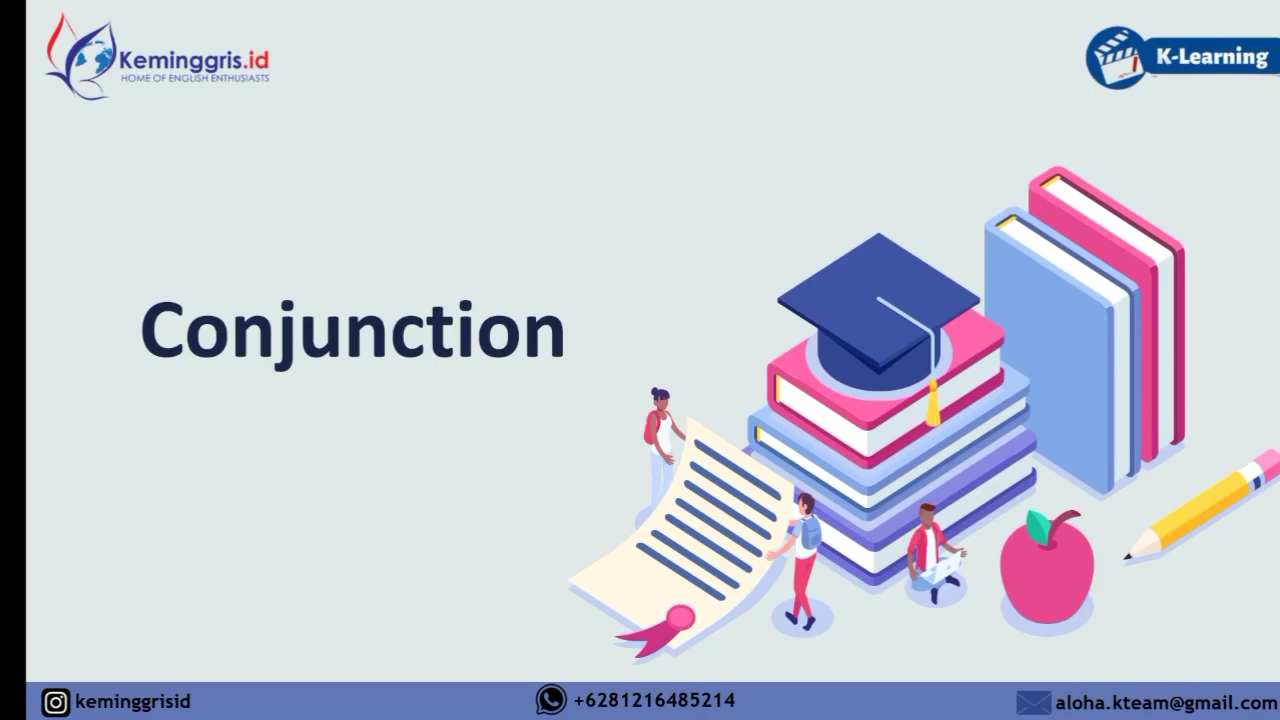 Keminggris.id
HOME OF ENGLISH ENTHUSIASTS
K-Learning
Conjunction
keminggrisid
+6281216485214
aloha.kteam@gmail.com